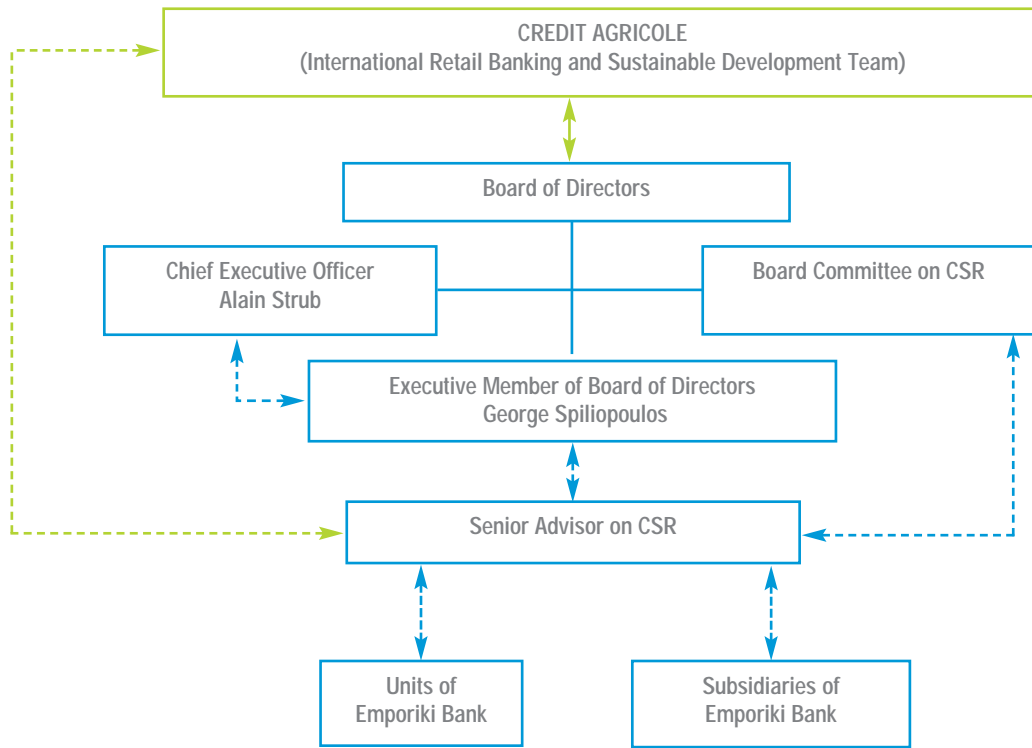 CREDIT AGRICOLE
(International Retail Banking and Sustainable Development Team)
Board of Directors
Chief Executive Officer
Alain Strub
Board Committee on CSR
Executive Member of Board of Directors
George Spiliopoulos
Senior Advisor on CSR
Units of
Emporiki Bank
Subsidiaries of
Emporiki Bank